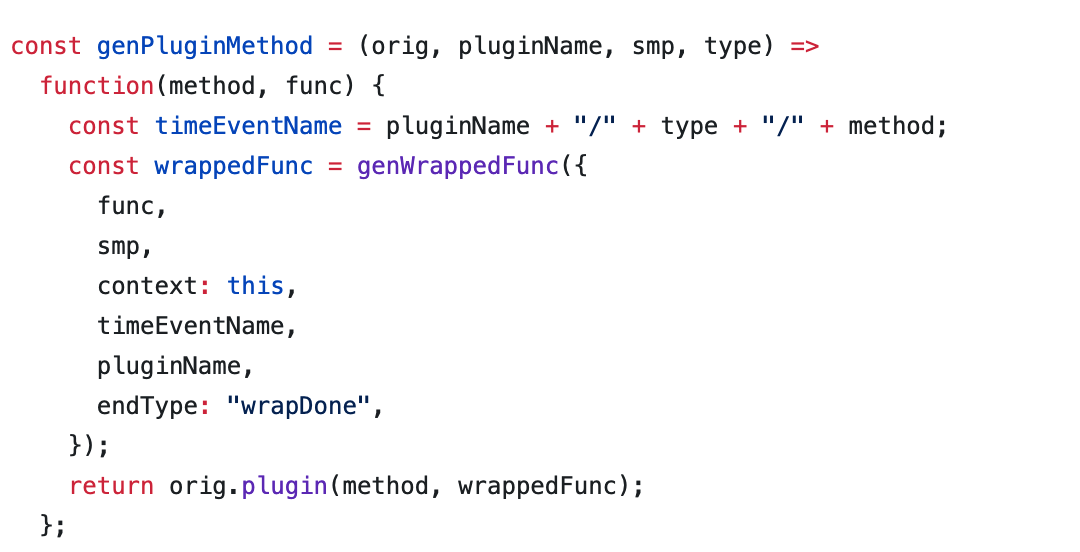 const genPluginMethod = (orig, pluginName, smp, type) =>
  function(method, func) {
    const timeEventName = pluginName + "/" + type + "/" + method;
    const wrappedFunc = genWrappedFunc({
      func,
      smp,
      context: this,
      timeEventName,
      pluginName,
      endType: "wrapDone",
    });
    return orig.plugin(method, wrappedFunc);
  };